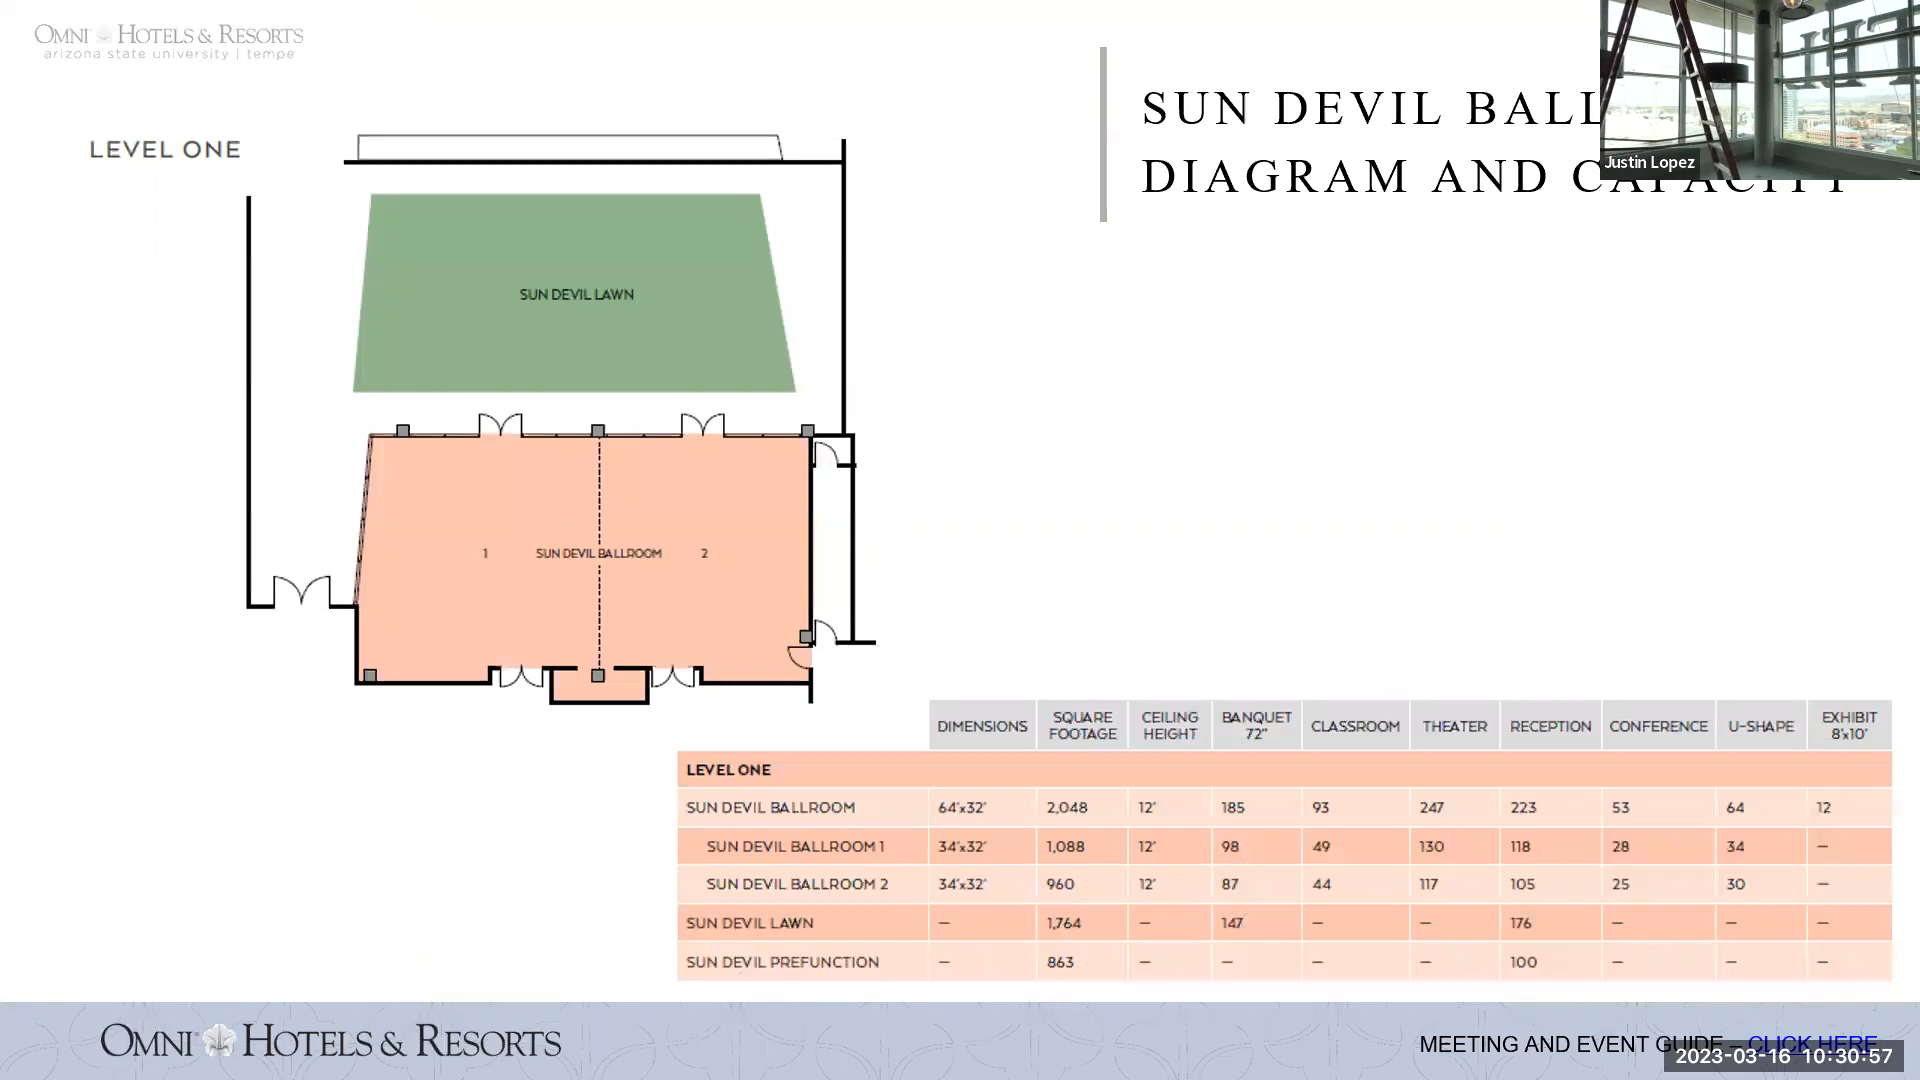 OMNI HOTELS & RESORTS
arizona state university | tempe
LEVEL ONE
SUN DEVIL BALL
DIAGRAM AND CAPACITY
Justin Lopez
SUN DEVIL LAWN
1 SUN DEVIL BALLROOM 2
DIMENSIONS SQUARE FOOTAGE CEILING HEIGHT BANQUET 72" CLASSROOM THEATER RECEPTION CONFERENCE U-SHAPE EXHIBIT 8'x10'
LEVEL ONE
SUN DEVIL BALLROOM 64'x32' 2,048 12' 185 93 247 223 53 64 12
SUN DEVIL BALLROOM 1 34'x32' 1,088 12' 98 49 130 118 28 34 —
SUN DEVIL BALLROOM 2 34'x32' 960 12' 87 44 117 105 25 30 —
SUN DEVIL LAWN — 1,764 — 147 — — 176 — — —
SUN DEVIL PREFUNCTION — 863 — — — — 100 — — —
OMNI HOTELS & RESORTS
MEETING AND EVENT GUIDE – CLICK HERE
2023-03-16 10:30:57